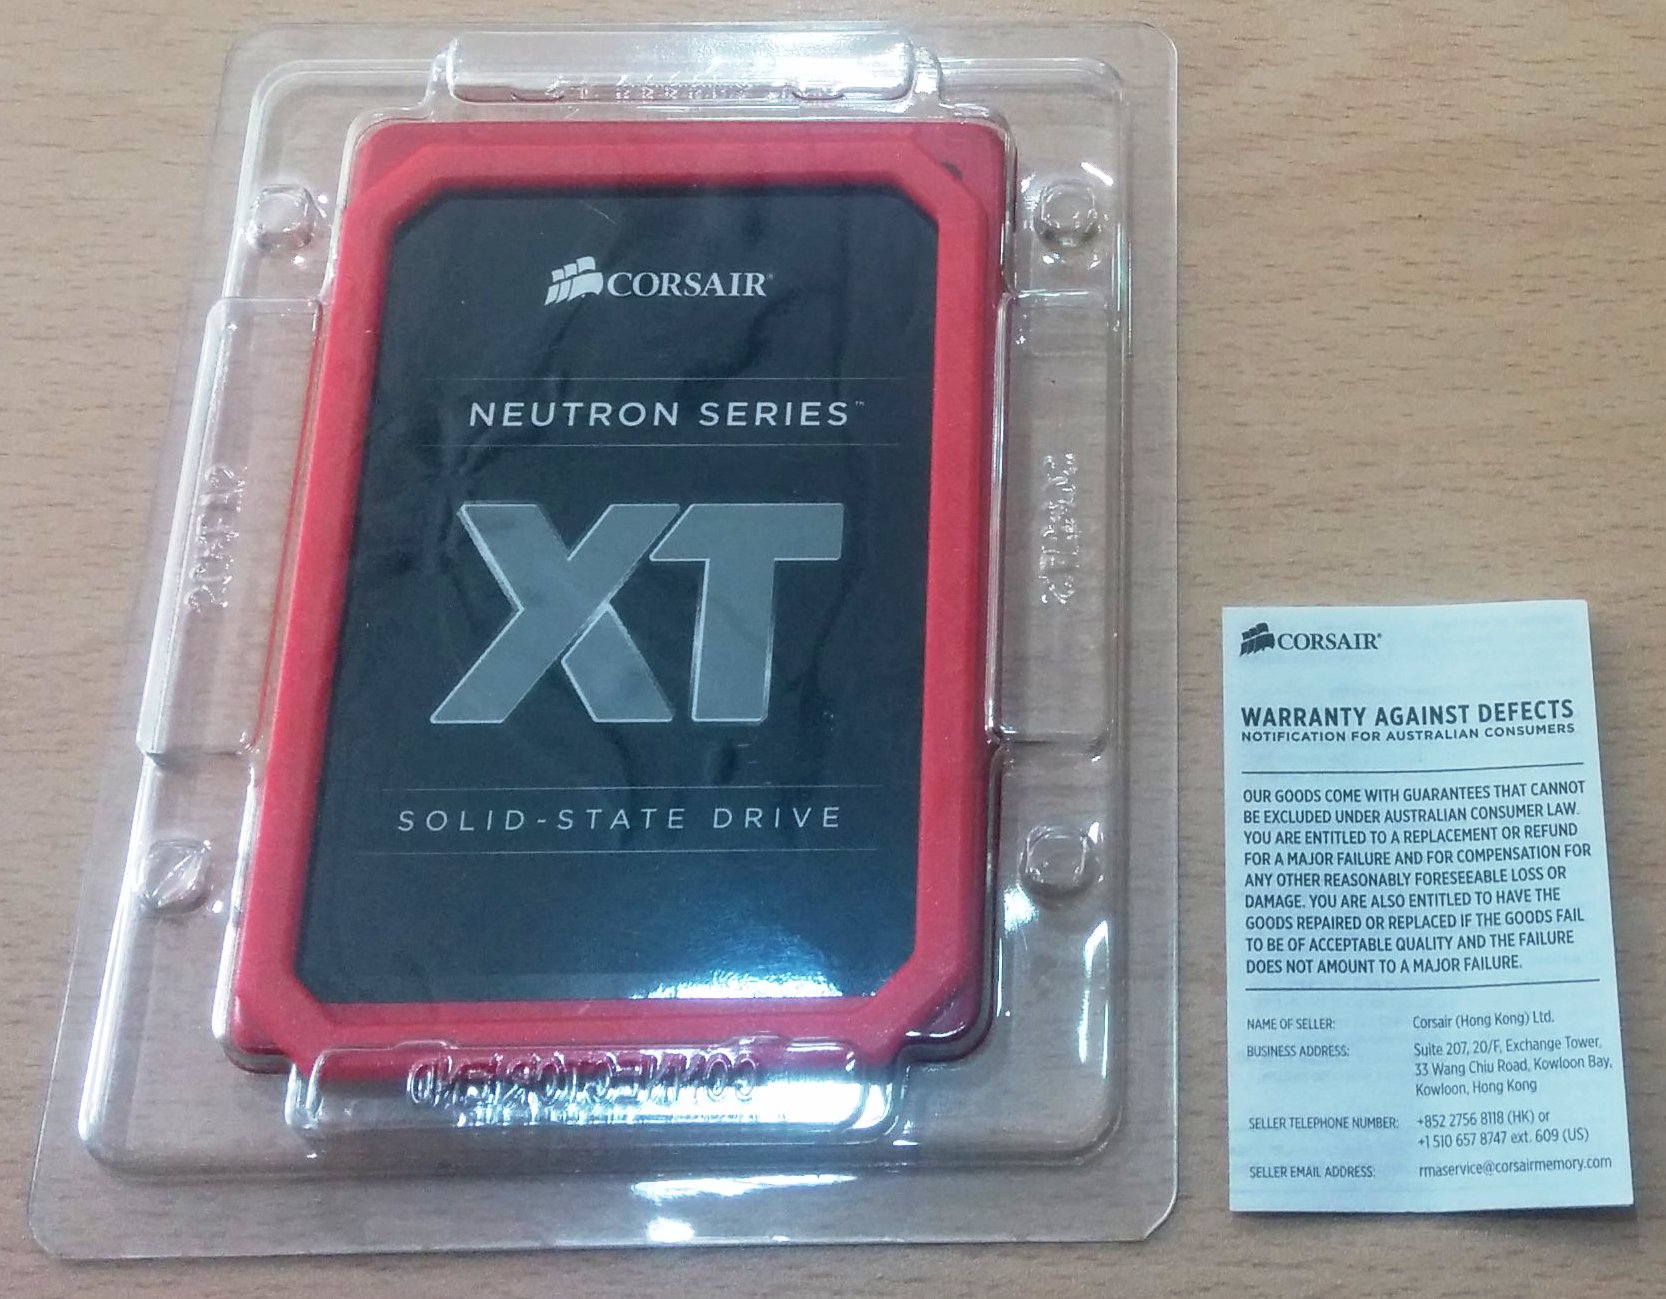 CORSAIR®
NEUTRON SERIES™
XT
SOLID-STATE DRIVE
CONNECTOR END
CORSAIR®
WARRANTY AGAINST DEFECTS
NOTIFICATION FOR AUSTRALIAN CONSUMERS
OUR GOODS COME WITH GUARANTEES THAT CANNOT
BE EXCLUDED UNDER AUSTRALIAN CONSUMER LAW.
YOU ARE ENTITLED TO A REPLACEMENT OR REFUND
FOR A MAJOR FAILURE AND FOR COMPENSATION FOR
ANY OTHER REASONABLY FORESEEABLE LOSS OR
DAMAGE. YOU ARE ALSO ENTITLED TO HAVE THE
GOODS REPAIRED OR REPLACED IF THE GOODS FAIL
TO BE OF ACCEPTABLE QUALITY AND THE FAILURE
DOES NOT AMOUNT TO A MAJOR FAILURE.
NAME OF SELLER: Corsair (Hong Kong) Ltd.
BUSINESS ADDRESS: Suite 207, 20/F, Exchange Tower,
33 Wang Chiu Road, Kowloon Bay,
Kowloon, Hong Kong
SELLER TELEPHONE NUMBER: +852 2756 8118 (HK) or
+1 510 657 8747 ext. 609 (US)
SELLER EMAIL ADDRESS: rmaservice@corsairmemory.com